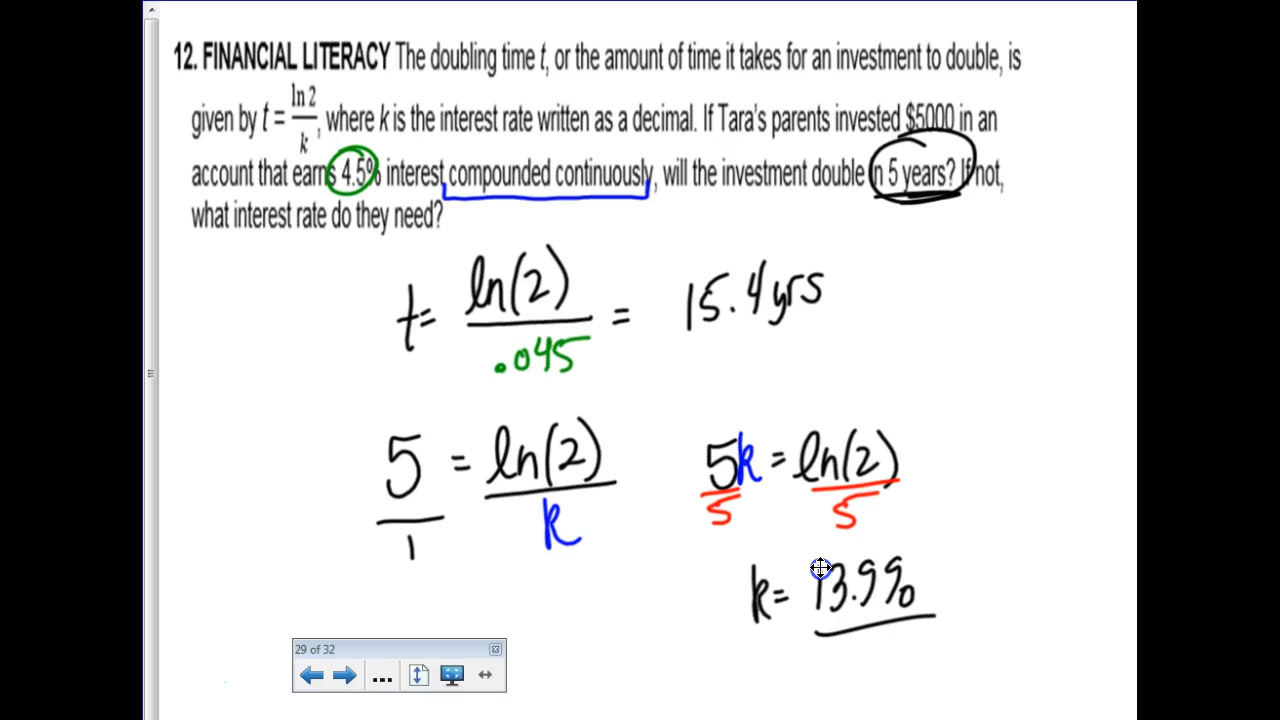 12. FINANCIAL LITERACY The doubling time t, or the amount of time it takes for an investment to double, is
given by t = ln 2 / k, where k is the interest rate written as a decimal. If Tara's parents invested $5000 in an
account that earns 4.5% interest compounded continuously, will the investment double in 5 years? If not,
what interest rate do they need?
t = ln(2) / .045 = 15.4 yrs
5 / 1 = ln(2) / k
5k / 5 = ln(2) / 5
k = 13.9%
29 of 32
...